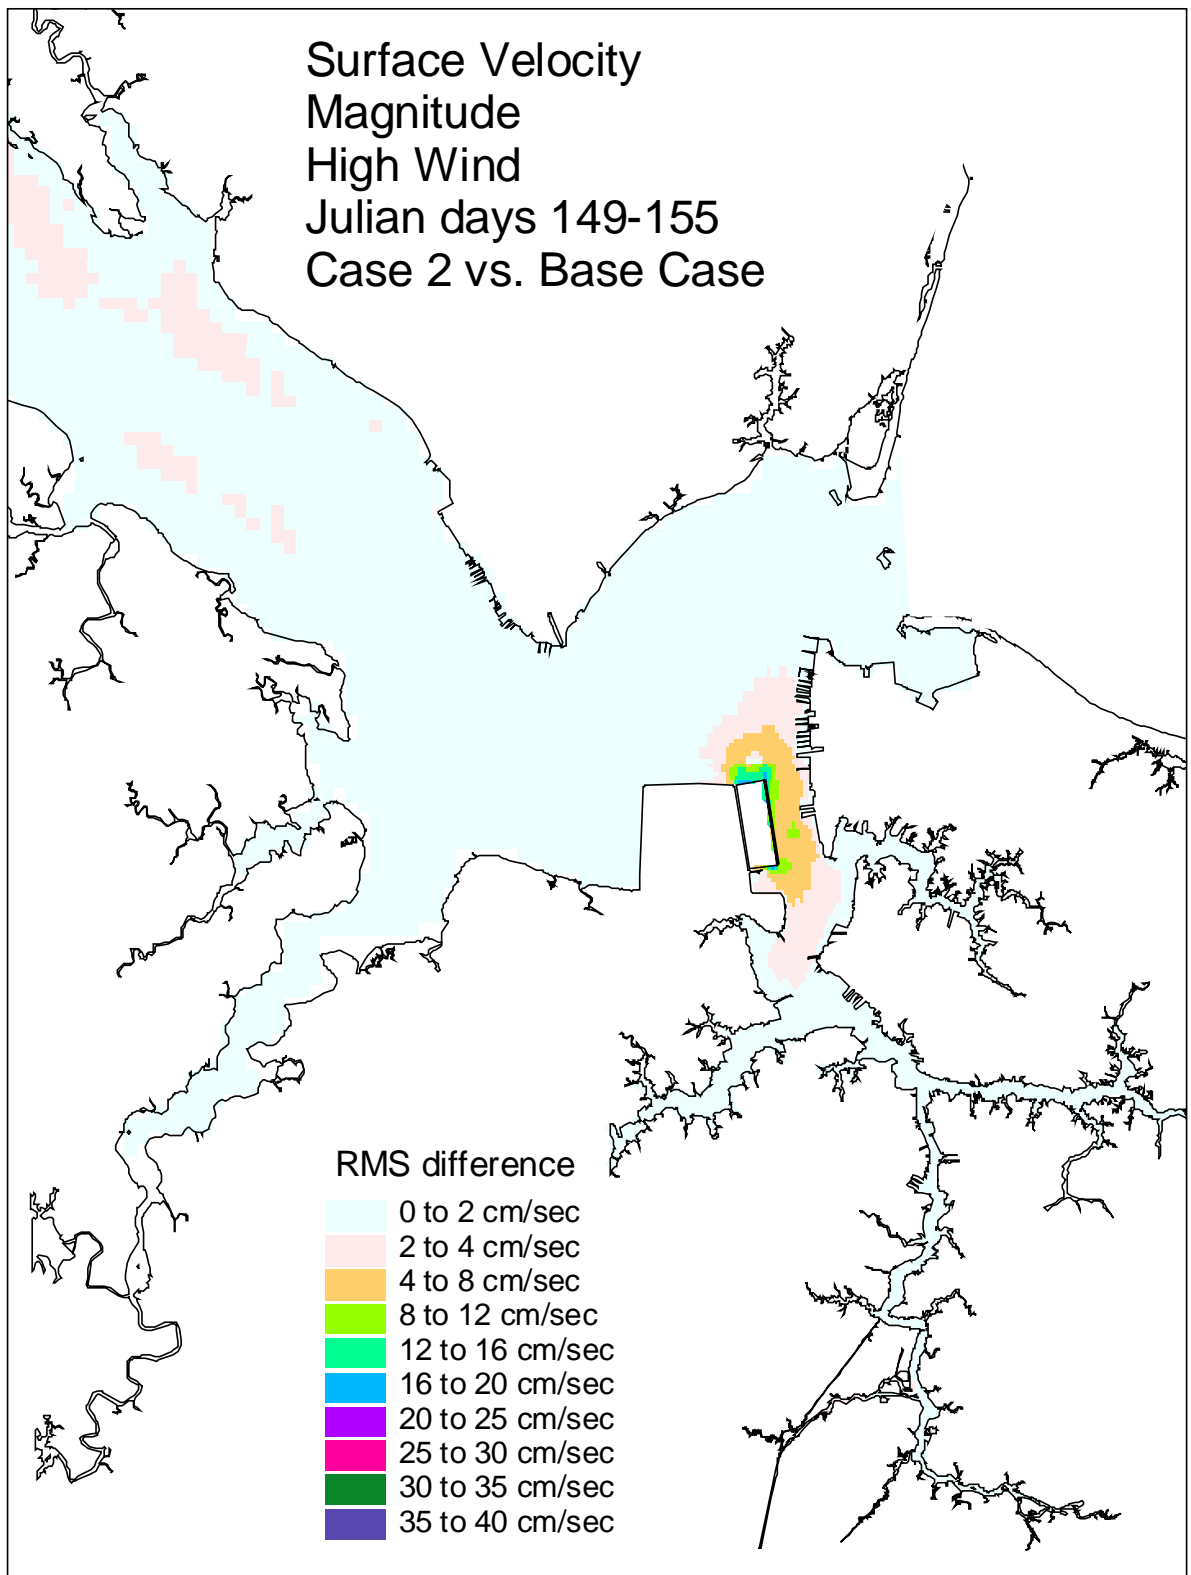 Surface Velocity
Magnitude
High Wind
Julian days 149-155
Case 2 vs. Base Case
RMS difference
0 to 2 cm/sec
2 to 4 cm/sec
4 to 8 cm/sec
8 to 12 cm/sec
12 to 16 cm/sec
16 to 20 cm/sec
20 to 25 cm/sec
25 to 30 cm/sec
30 to 35 cm/sec
35 to 40 cm/sec